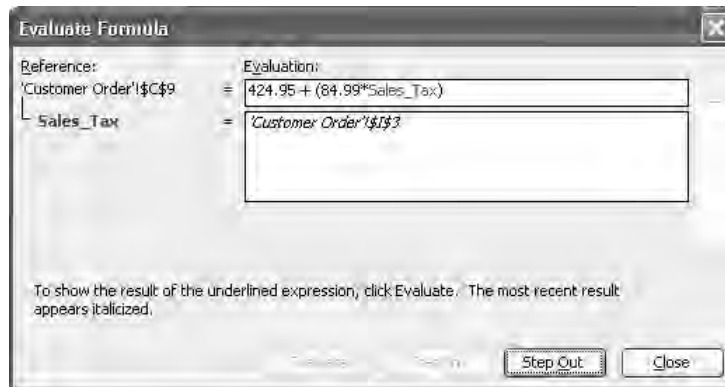 Evaluate Formula
Reference:
Evaluation:
'Customer Order'!$C$9 = 424.95 + (84.99*Sales_Tax)
Sales_Tax = 'Customer Order'!$I$3
To show the result of the underlined expression, click Evaluate. The most recent result
appears italicized.
Step Out
Close